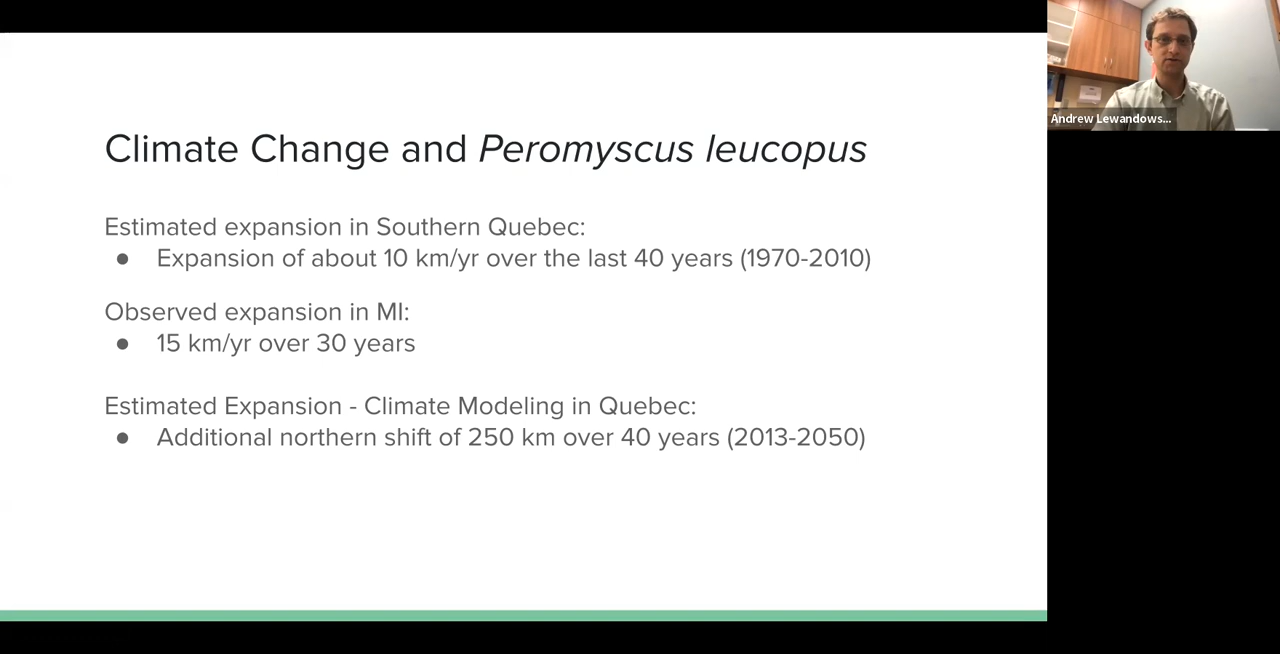 Climate Change and Peromyscus leucopus
Estimated expansion in Southern Quebec:
● Expansion of about 10 km/yr over the last 40 years (1970-2010)
Observed expansion in MI:
● 15 km/yr over 30 years
Estimated Expansion - Climate Modeling in Quebec:
● Additional northern shift of 250 km over 40 years (2013-2050)
Andrew Lewandows...